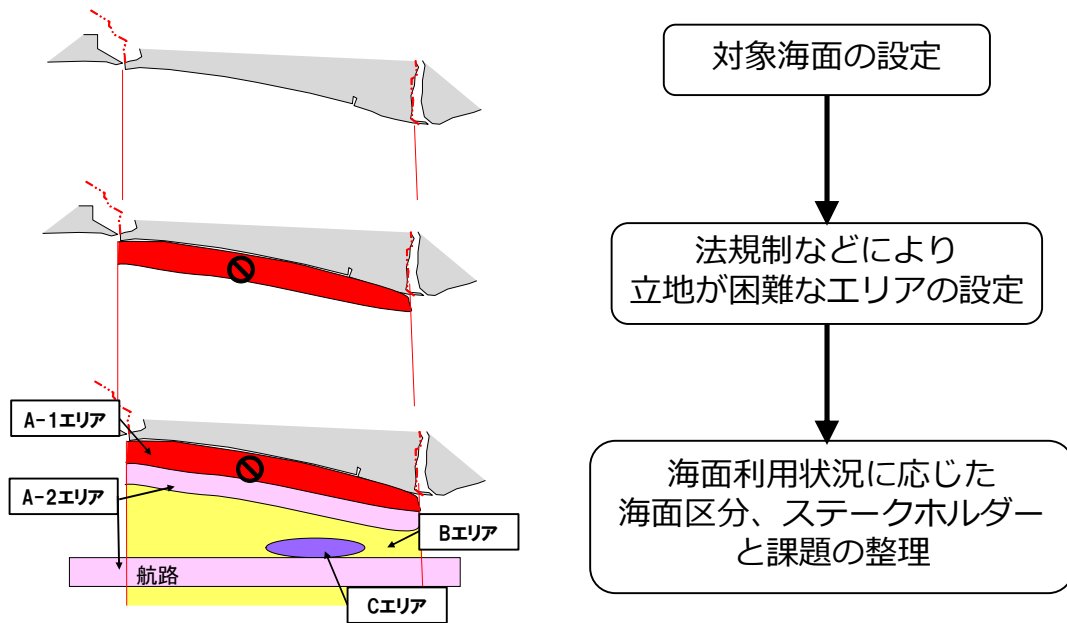 対象海面の設定
法規制などにより
立地が困難なエリアの設定
A-1エリア
A-2エリア
Bエリア
航路
Cエリア
海面利用状況に応じた
海面区分、ステークホルダー
と課題の整理